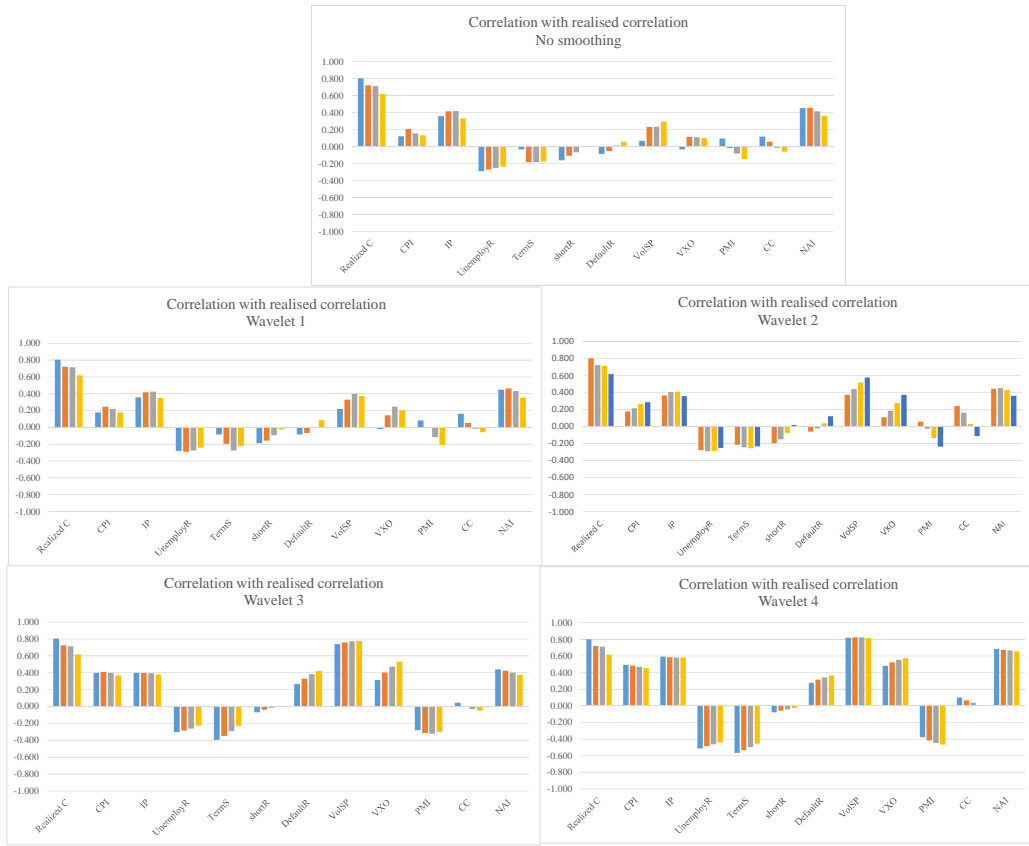 Correlation with realised correlation
No smoothing
1.000
0.800
0.600
0.400
0.200
0.000
-0.200
-0.400
-0.600
-0.800
-1.000
Realized C
CPI
IP
UnemployR
TermS
shortR
DefaultR
VolSP
VXO
PMI
CC
NAI
Correlation with realised correlation
Wavelet 1
1.000
0.800
0.600
0.400
0.200
0.000
-0.200
-0.400
-0.600
-0.800
-1.000
Realized C
CPI
IP
UnemployR
TermS
shortR
DefaultR
VolSP
VXO
PMI
CC
NAI
Correlation with realised correlation
Wavelet 2
1.000
0.800
0.600
0.400
0.200
0.000
-0.200
-0.400
-0.600
-0.800
-1.000
Realized C
CPI
IP
UnemployR
TermS
shortR
DefaultR
VolSP
VXO
PMI
CC
NAI
Correlation with realised correlation
Wavelet 3
1.000
0.800
0.600
0.400
0.200
0.000
-0.200
-0.400
-0.600
-0.800
-1.000
Realized C
CPI
IP
UnemployR
TermS
shortR
DefaultR
VolSP
VXO
PMI
CC
NAI
Correlation with realised correlation
Wavelet 4
1.000
0.800
0.600
0.400
0.200
0.000
-0.200
-0.400
-0.600
-0.800
-1.000
Realized C
CPI
IP
UnemployR
TermS
shortR
DefaultR
VolSP
VXO
PMI
CC
NAI